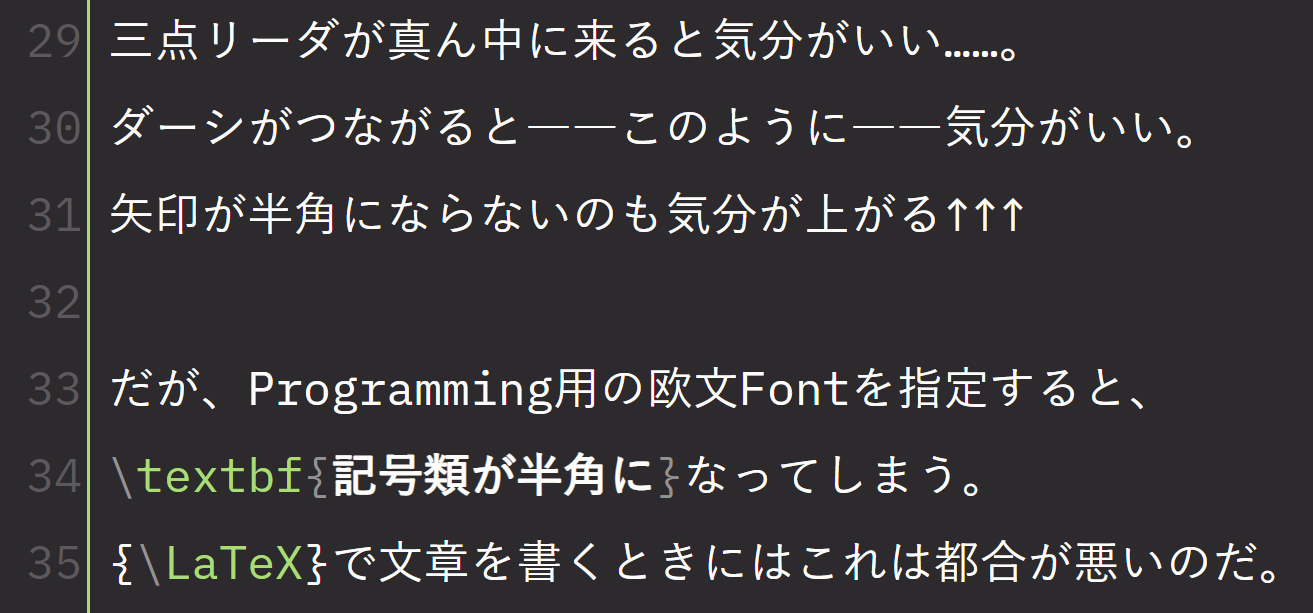 29 三点リーダが真ん中に来ると気分がいい……。
30 ダーシがつながると――このように――気分がいい。
31 矢印が半角にならないのも気分が上がる↑↑↑
32
33 だが、Programming用の欧文Fontを指定すると、
34 \textbf{記号類が半角に}なってしまう。
35 {\LaTeX}で文章を書くときにはこれは都合が悪いのだ。